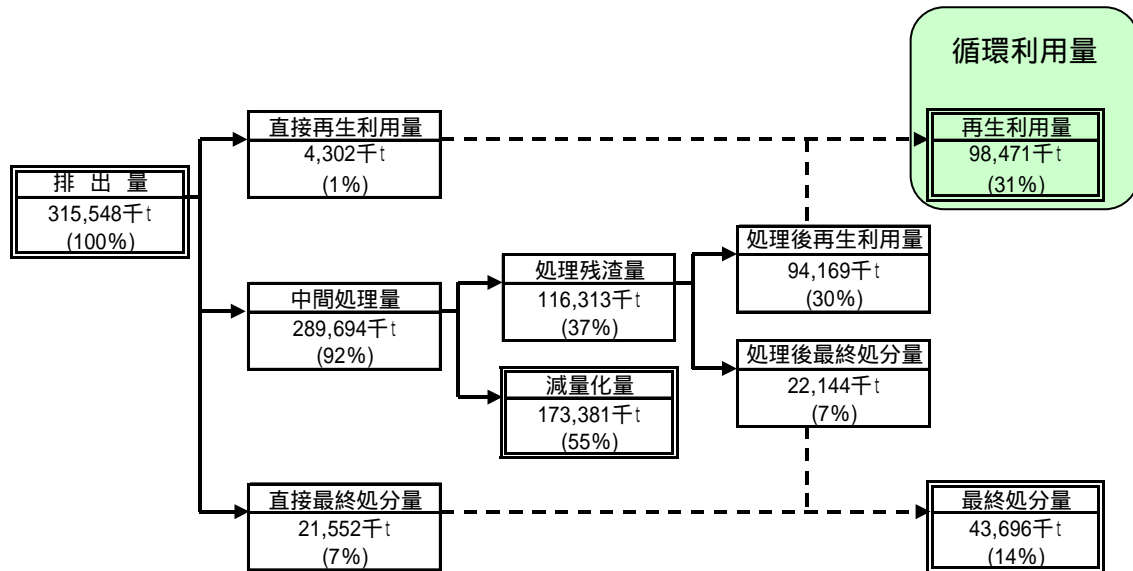 循環利用量
直接再生利用量
4,302千t
(1%)
再生利用量
98,471千t
(31%)
排 出 量
315,548千t
(100%)
処理後再生利用量
94,169千t
(30%)
処理残渣量
116,313千t
(37%)
中間処理量
289,694千t
(92%)
処理後最終処分量
22,144千t
(7%)
減量化量
173,381千t
(55%)
直接最終処分量
21,552千t
(7%)
最終処分量
43,696千t
(14%)